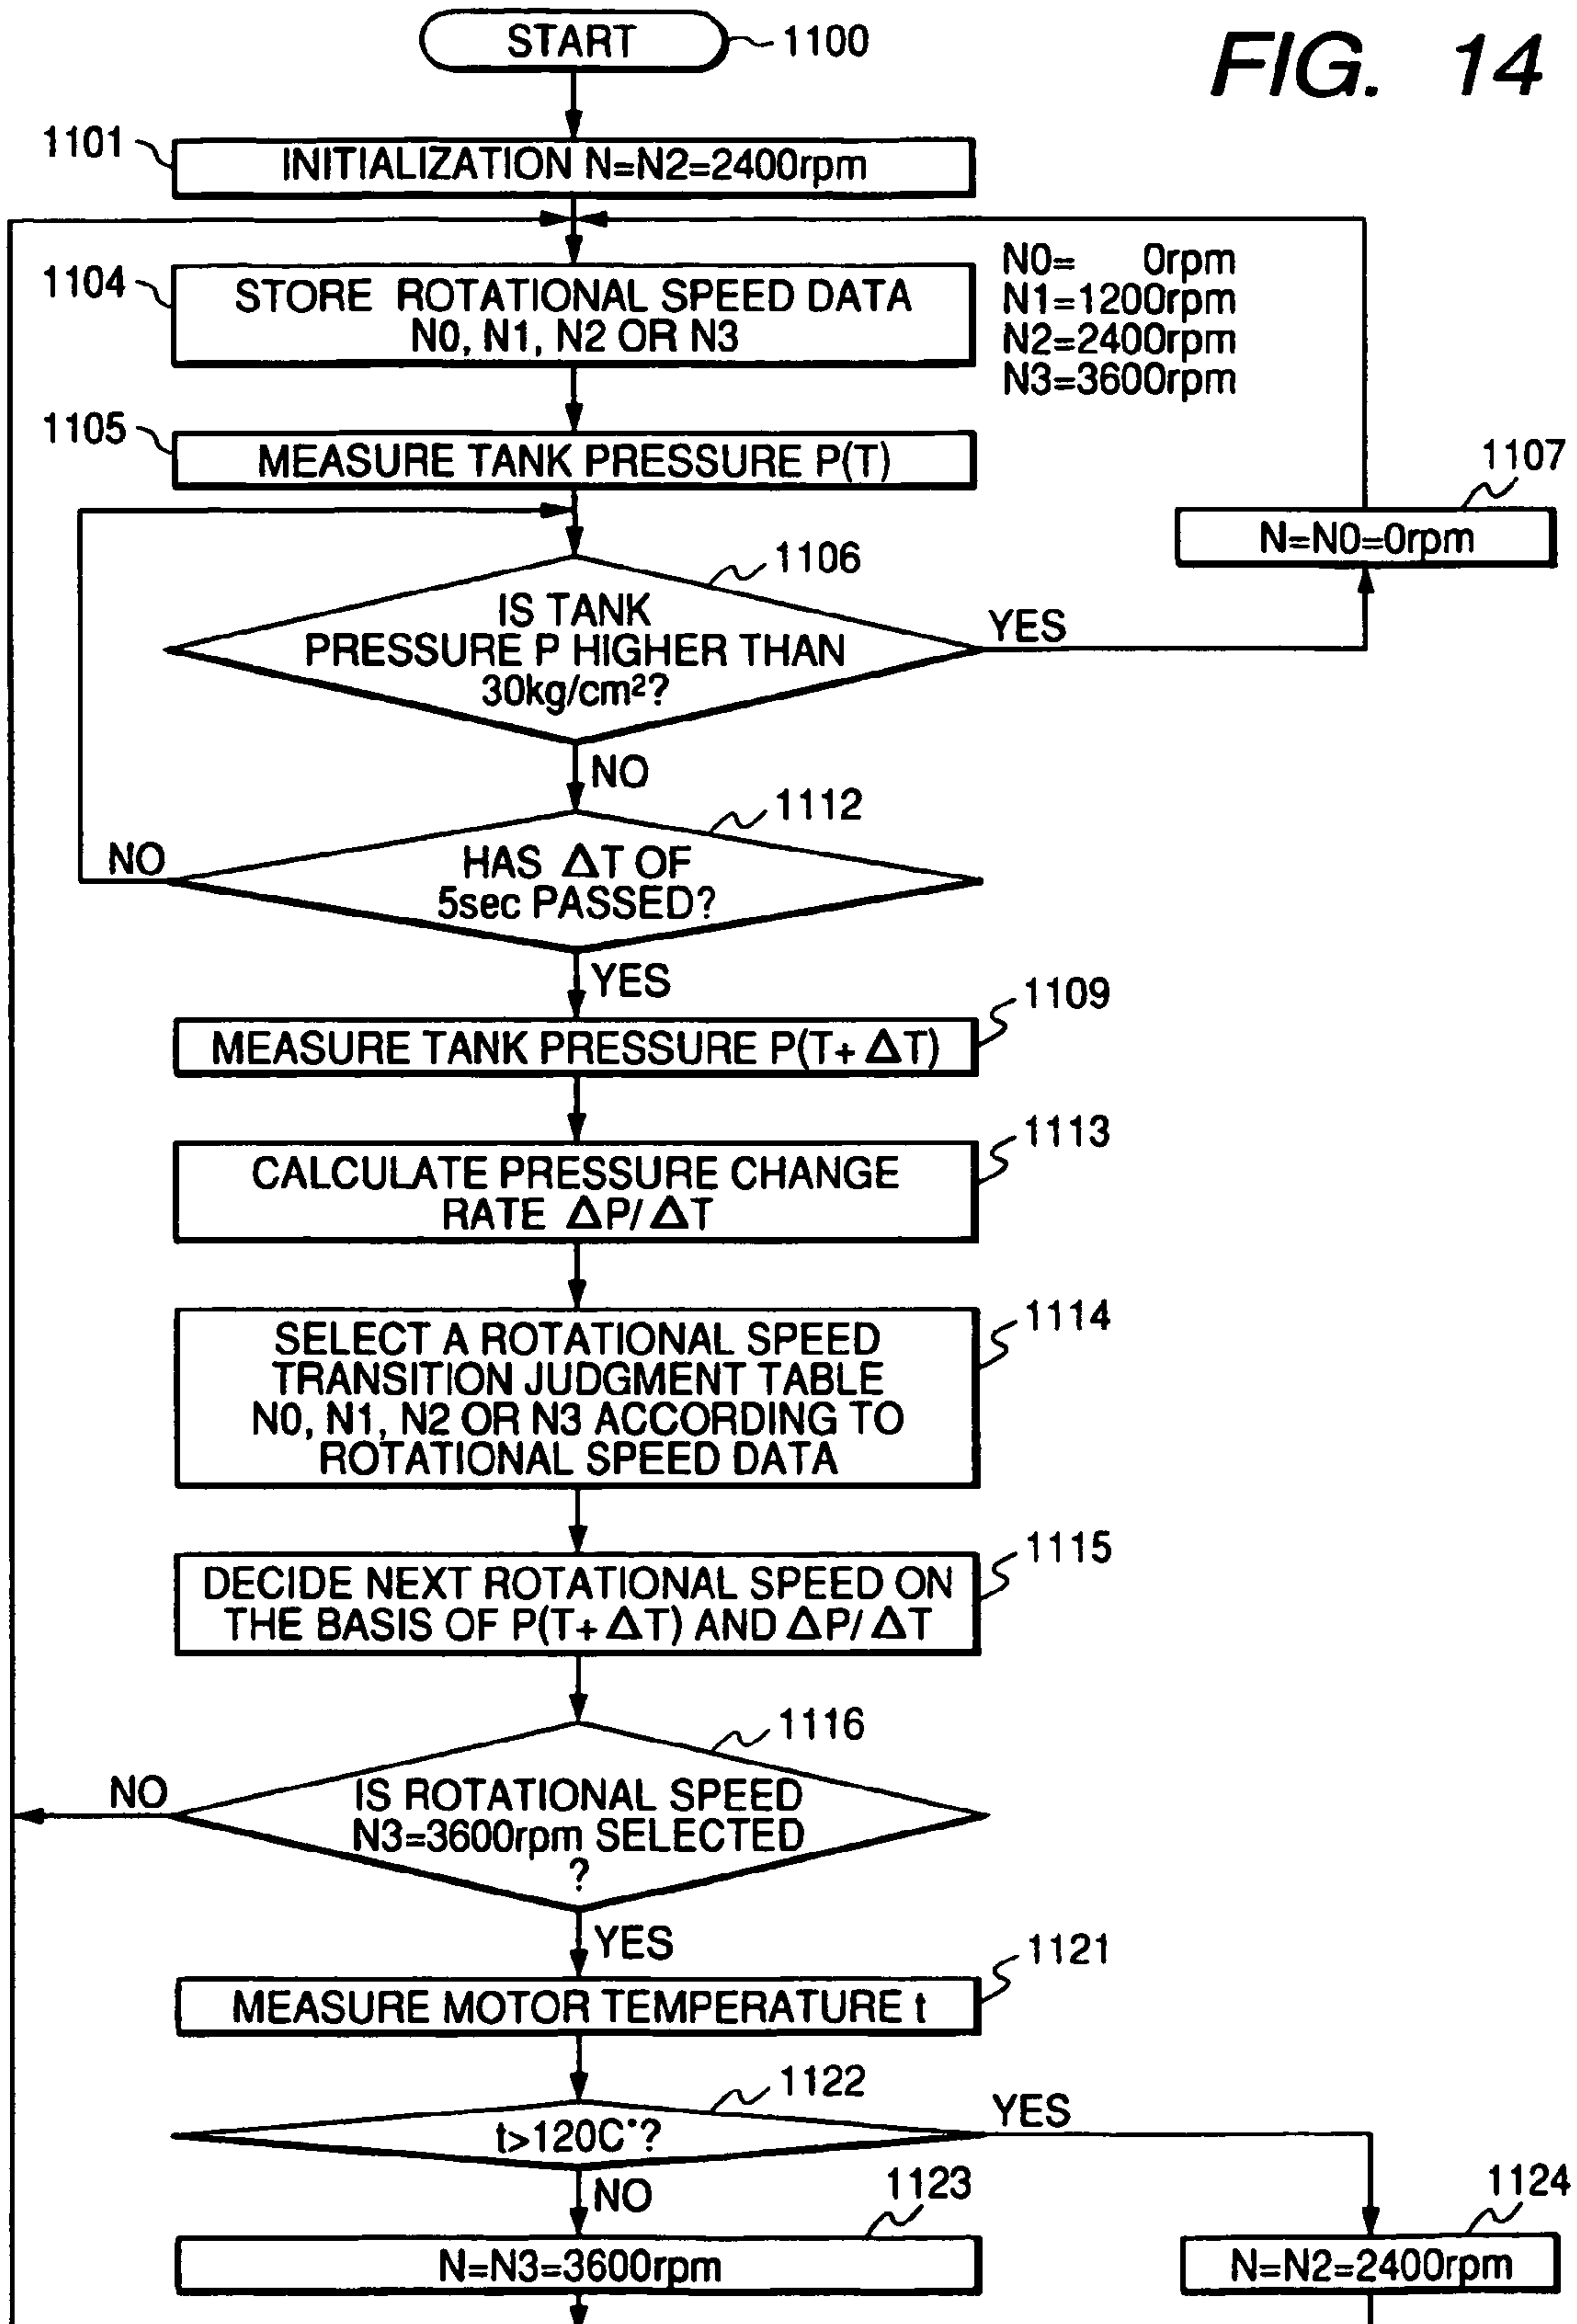 FIG. 14
START
1100
1101
INITIALIZATION N=N2=2400rpm
1104
STORE ROTATIONAL SPEED DATA
N0, N1, N2 OR N3
N0= 0rpm
N1=1200rpm
N2=2400rpm
N3=3600rpm
1105
MEASURE TANK PRESSURE P(T)
1107
N=N0=0rpm
1106
IS TANK
PRESSURE P HIGHER THAN
30kg/cm²?
YES
NO
1112
HAS ΔT OF
5sec PASSED?
NO
YES
1109
MEASURE TANK PRESSURE P(T+ ΔT)
1113
CALCULATE PRESSURE CHANGE
RATE ΔP/ΔT
1114
SELECT A ROTATIONAL SPEED
TRANSITION JUDGMENT TABLE
N0, N1, N2 OR N3 ACCORDING TO
ROTATIONAL SPEED DATA
1115
DECIDE NEXT ROTATIONAL SPEED ON
THE BASIS OF P(T+ΔT) AND ΔP/ΔT
1116
NO
IS ROTATIONAL SPEED
N3=3600rpm SELECTED
?
YES
1121
MEASURE MOTOR TEMPERATURE t
1122
t>120C°?
YES
NO
1123
N=N3=3600rpm
1124
N=N2=2400rpm